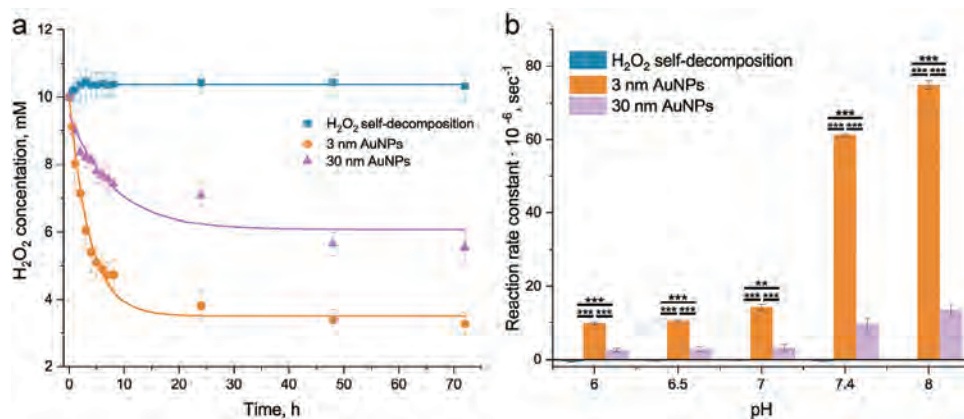 a
H₂O₂ concentation, mM
12
10
8
6
4
2
H₂O₂ self-decomposition
3 nm AuNPs
30 nm AuNPs
0 10 20 30 40 50 60 70
Time, h
b
Reaction rate constant · 10⁻⁶, sec⁻¹
80
60
40
20
0
H₂O₂ self-decomposition
3 nm AuNPs
30 nm AuNPs
***
*** ***
***
*** ***
**
*** ***
***
*** ***
***
*** ***
6 6.5 7 7.4 8
pH